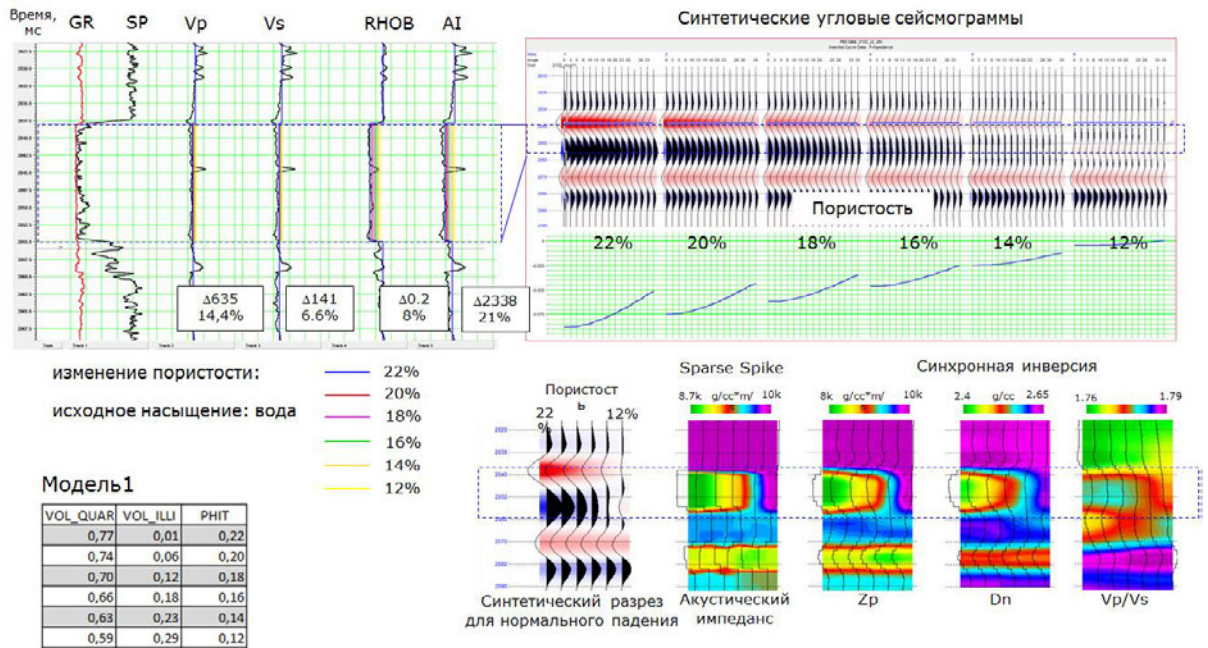 Время,
мс
GR SP Vp Vs RHOB AI
Синтетические угловые сейсмограммы
Пористость
22% 20% 18% 16% 14% 12%
Δ635
14,4%
Δ141
6.6%
Δ0.2
8%
Δ2338
21%
изменение пористости:
исходное насыщение: вода
22%
20%
18%
16%
14%
12%
Модель1
VOL_QUAR VOL_ILLI PHIT
0,77 0,01 0,22
0,74 0,06 0,20
0,70 0,12 0,18
0,66 0,18 0,16
0,63 0,23 0,14
0,59 0,29 0,12
Пористост
ь
22 12%
%
Синтетический разрез
для нормального падения
Sparse Spike
8.7k g/cc*m/ 10k
Акустический
импеданс
Синхронная инверсия
8k g/cc*m/ 10k
Zp
2.4 g/cc 2.65
Dn
1.76 1.79
Vp/Vs